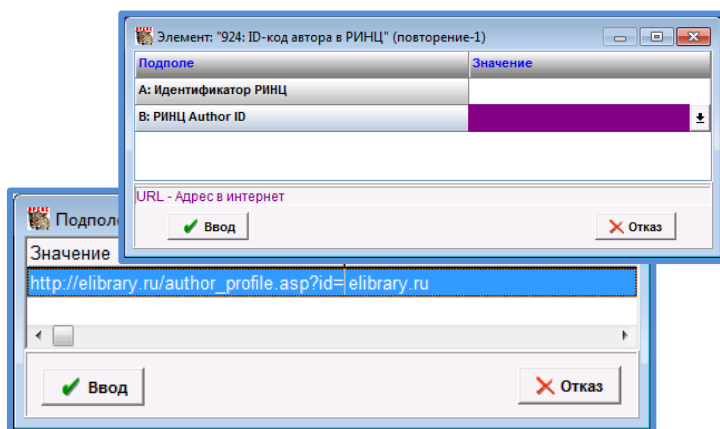 Элемент: "924: ID-код автора в РИНЦ" (повторение-1)
Подполе Значение
A: Идентификатор РИНЦ
B: РИНЦ Author ID
URL - Адрес в интернет
Ввод Отказ
Подпол
Значение
http://elibrary.ru/author_profile.asp?id= elibrary.ru
Ввод Отказ